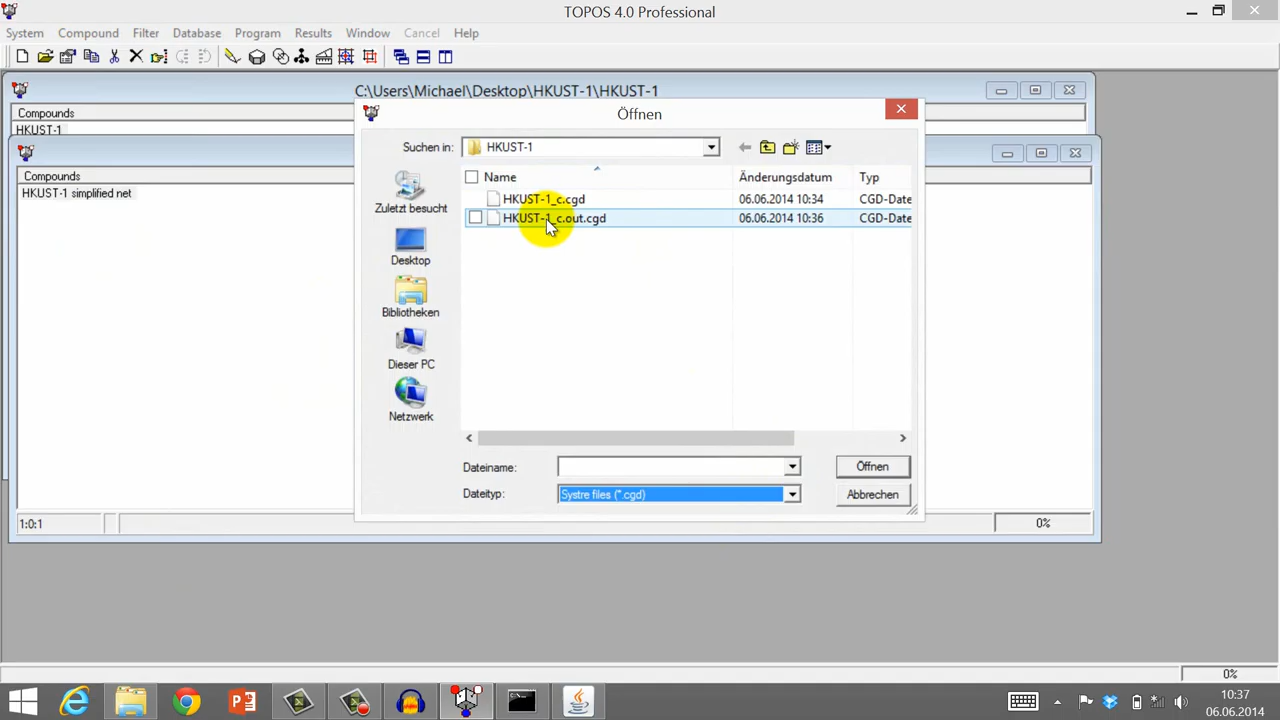 TOPOS 4.0 Professional
System Compound Filter Database Program Results Window Cancel Help
C:\Users\Michael\Desktop\HKUST-1\HKUST-1
Compounds
HKUST-1
Compounds
HKUST-1 simplified net
1:0:1
0%
Öffnen
Suchen in: HKUST-1
Name Änderungsdatum Typ
HKUST-1_c.cgd 06.06.2014 10:34 CGD-Date
HKUST-1_c.out.cgd 06.06.2014 10:36 CGD-Date
Zuletzt besucht
Desktop
Bibliotheken
Dieser PC
Netzwerk
Dateiname: Öffnen
Dateityp: Systre files (*.cgd) Abbrechen
0%
10:37
06.06.2014